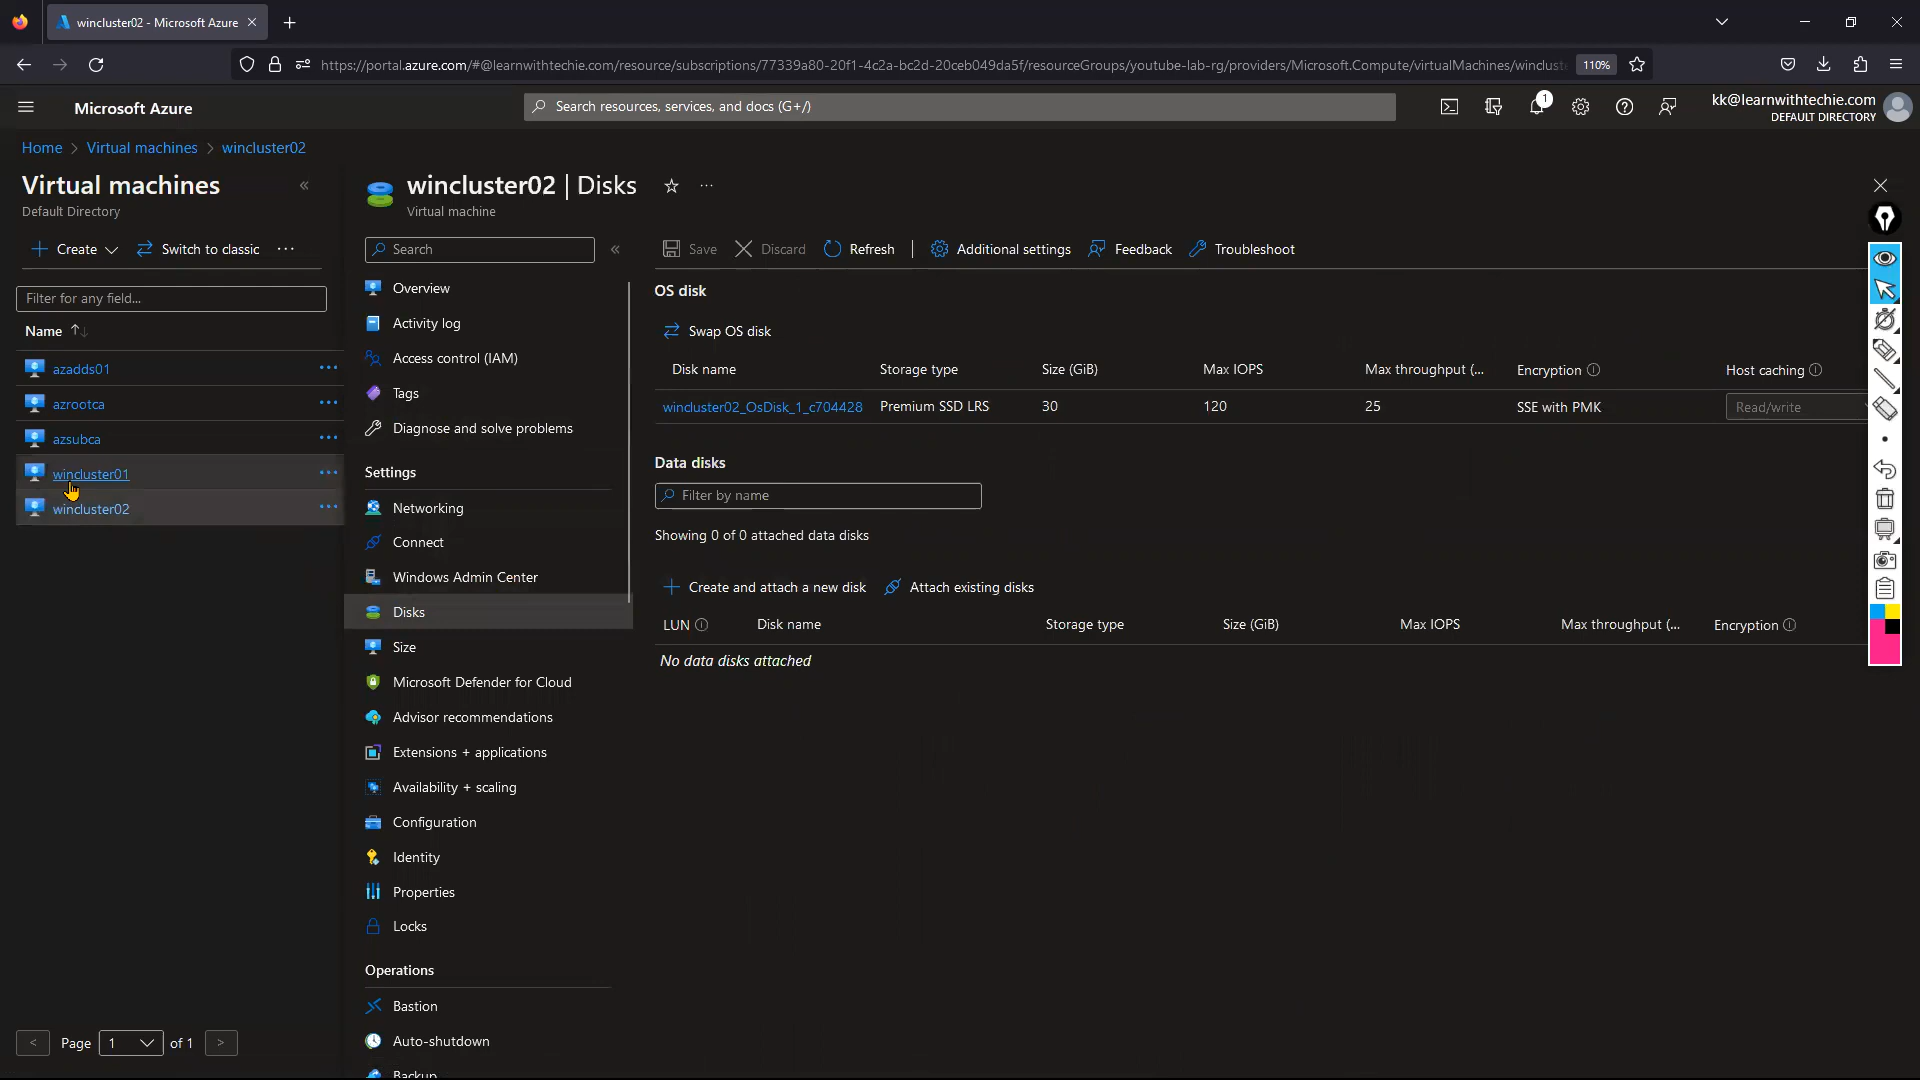 wincluster02 - Microsoft Azure
https://portal.azure.com/#@learnwithtechie.com/resource/subscriptions/77339a80-20f1-4c2a-bc2d-20ceb049da5f/resourceGroups/youtube-lab-rg/providers/Microsoft.Compute/virtualMachines/winclust 110%
Microsoft Azure
Search resources, services, and docs (G+/)
1
kk@learnwithtechie.com
DEFAULT DIRECTORY
Home > Virtual machines > wincluster02
Virtual machines
Default Directory
wincluster02 | Disks
Virtual machine
Create
Switch to classic
Filter for any field...
Name
azadds01
azrootca
azsubca
wincluster01
wincluster02
< Page 1 of 1 >
Search
Overview
Activity log
Access control (IAM)
Tags
Diagnose and solve problems
Settings
Networking
Connect
Windows Admin Center
Disks
Size
Microsoft Defender for Cloud
Advisor recommendations
Extensions + applications
Availability + scaling
Configuration
Identity
Properties
Locks
Operations
Bastion
Auto-shutdown
Backup
Save Discard Refresh | Additional settings Feedback Troubleshoot
OS disk
Swap OS disk
Disk name Storage type Size (GiB) Max IOPS Max throughput (... Encryption Host caching
wincluster02_OsDisk_1_c704428 Premium SSD LRS 30 120 25 SSE with PMK Read/write
Data disks
Filter by name
Showing 0 of 0 attached data disks
Create and attach a new disk Attach existing disks
LUN Disk name Storage type Size (GiB) Max IOPS Max throughput (... Encryption
No data disks attached